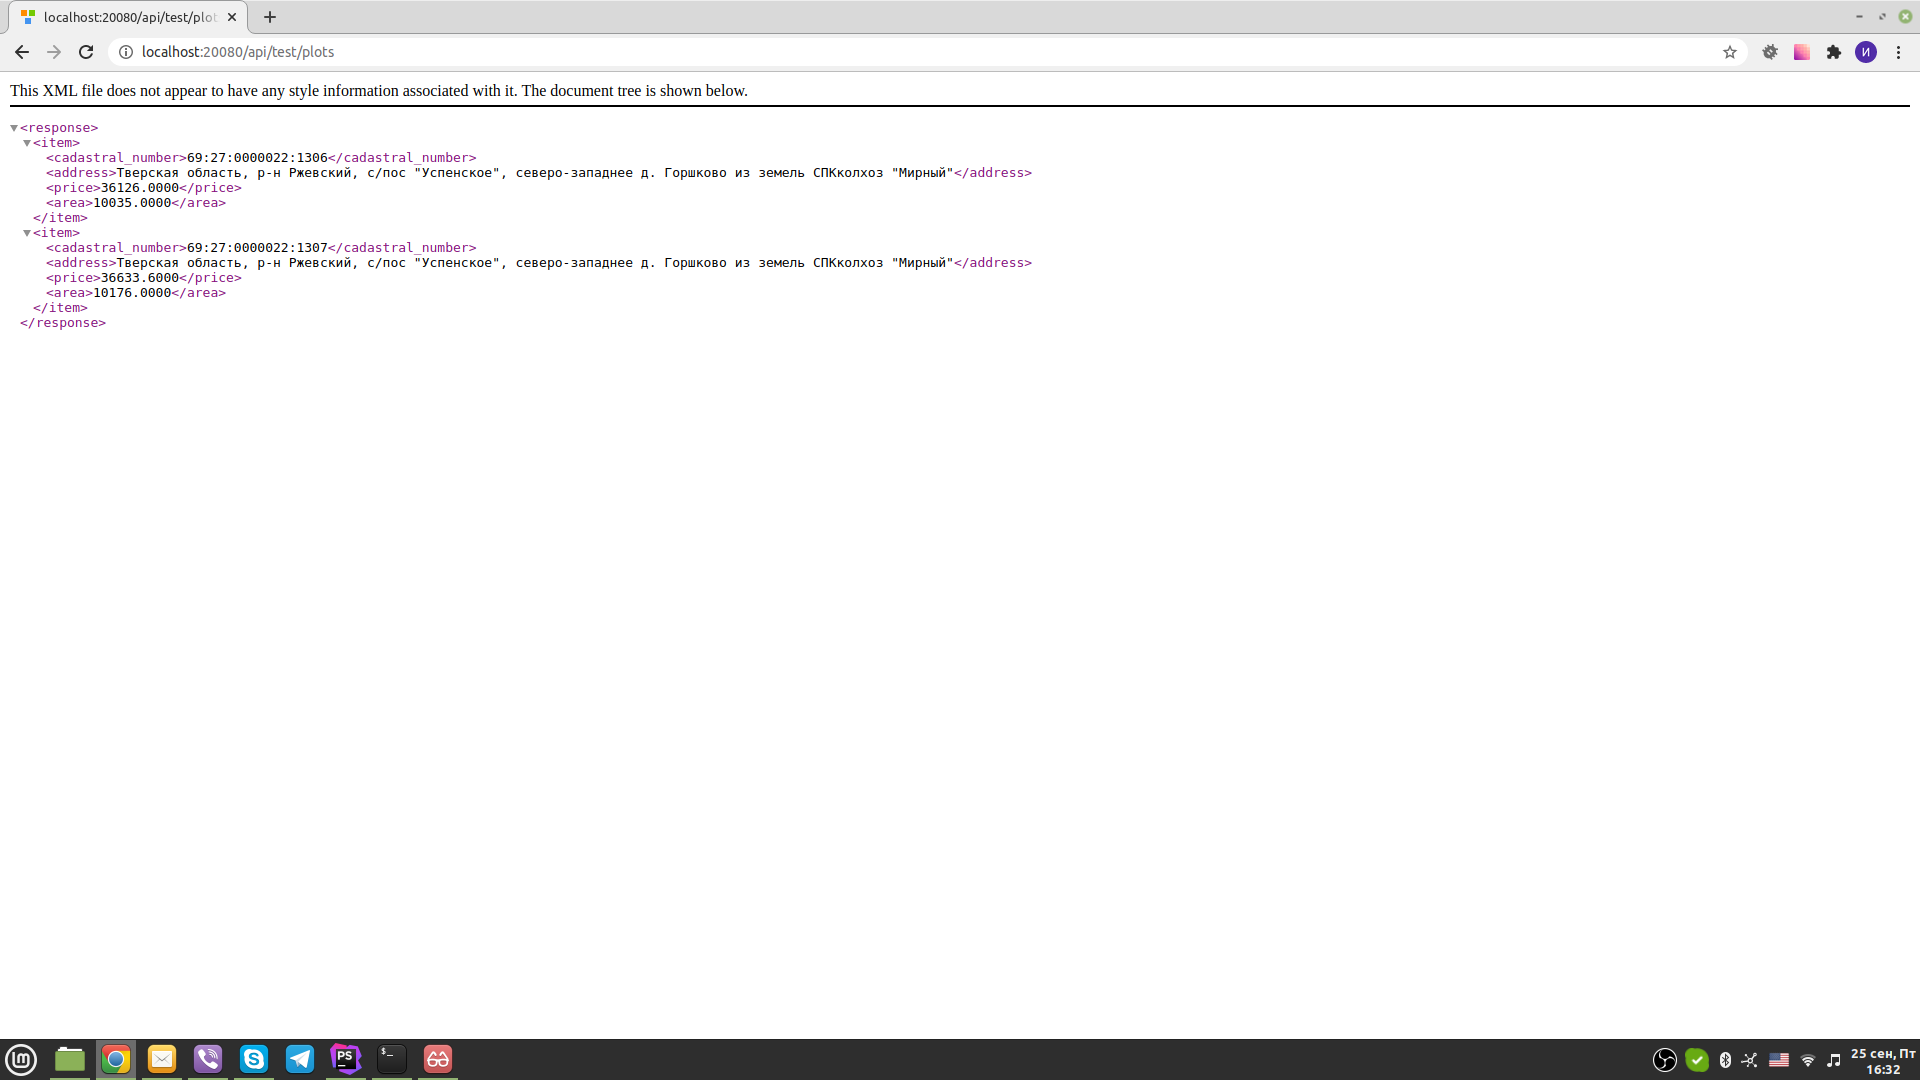 localhost:20080/api/test/plot
localhost:20080/api/test/plots
И
This XML file does not appear to have any style information associated with it. The document tree is shown below.
<response>
<item>
<cadastral_number>69:27:0000022:1306</cadastral_number>
<address>Тверская область, р-н Ржевский, с/пос "Успенское", северо-западнее д. Горшково из земель СПКколхоз "Мирный"</address>
<price>36126.0000</price>
<area>10035.0000</area>
</item>
<item>
<cadastral_number>69:27:0000022:1307</cadastral_number>
<address>Тверская область, р-н Ржевский, с/пос "Успенское", северо-западнее д. Горшково из земель СПКколхоз "Мирный"</address>
<price>36633.6000</price>
<area>10176.0000</area>
</item>
</response>
PS
$_
25 сен, Пт
16:32